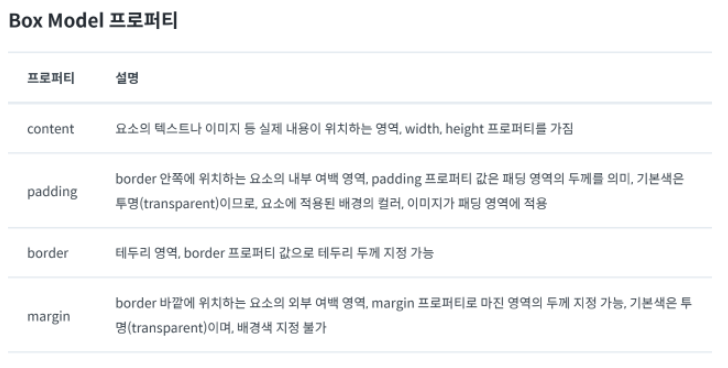 Box Model 프로퍼티
프로퍼티 설명
content 요소의 텍스트나 이미지 등 실제 내용이 위치하는 영역, width, height 프로퍼티를 가짐
padding border 안쪽에 위치하는 요소의 내부 여백 영역, padding 프로퍼티 값은 패딩 영역의 두께를 의미, 기본색은
투명(transparent)이므로, 요소에 적용된 배경의 컬러, 이미지가 패딩 영역에 적용
border 테두리 영역, border 프로퍼티 값으로 테두리 두께 지정 가능
margin border 바깥에 위치하는 요소의 외부 여백 영역, margin 프로퍼티로 마진 영역의 두께 지정 가능, 기본색은 투
명(transparent)이며, 배경색 지정 불가